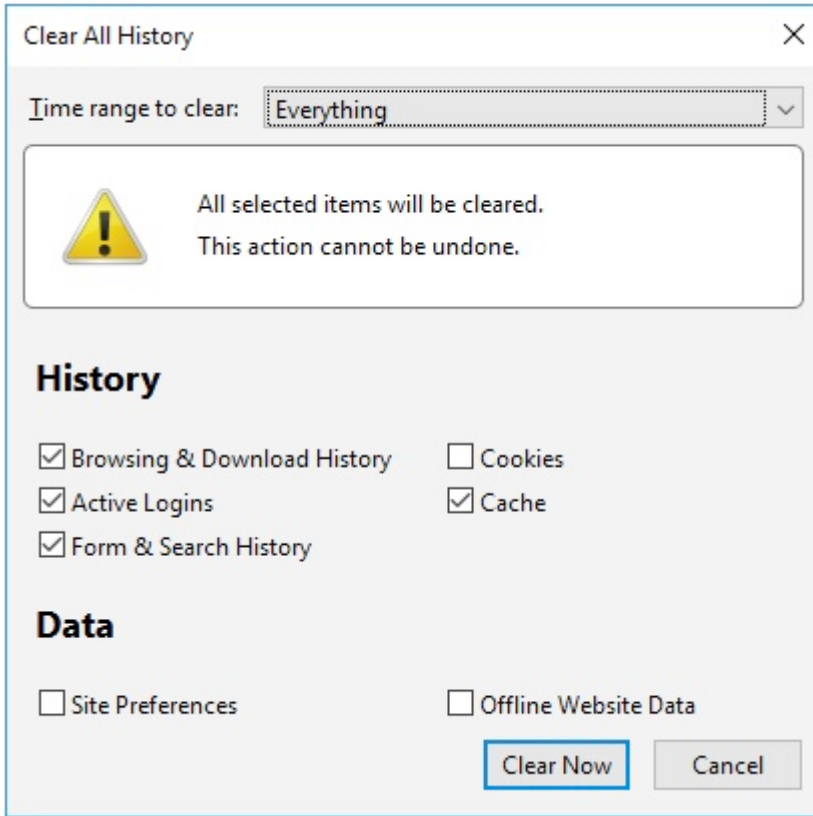 Clear All History
Time range to clear: Everything
All selected items will be cleared.
This action cannot be undone.
History
Browsing & Download History Cookies
Active Logins Cache
Form & Search History
Data
Site Preferences Offline Website Data
Clear Now Cancel